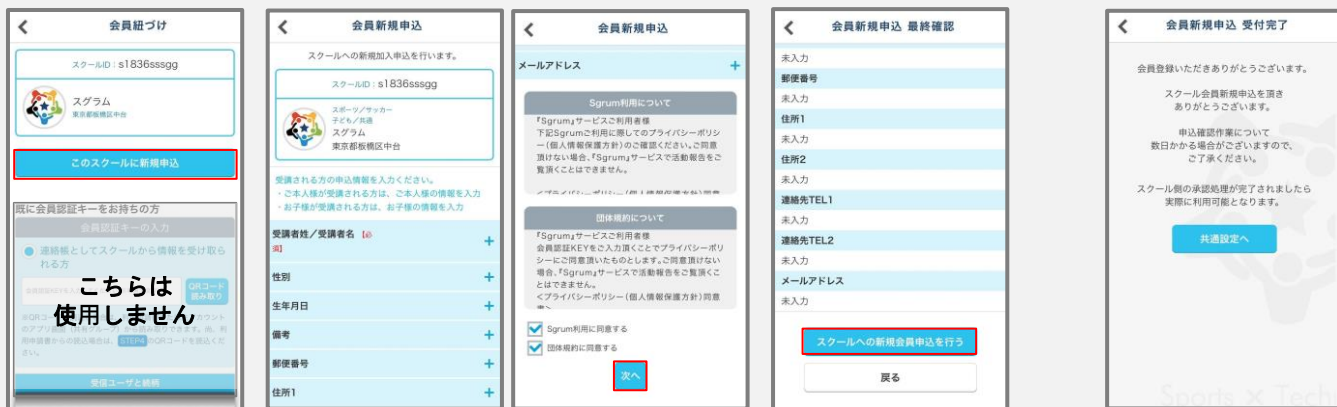 会員紐づけ
スクールID：s1836sssgg
スグラム
東京都板橋区中台
このスクールに新規申込
既に会員認証キーをお持ちの方
会員認証キーの入力
連絡帳としてスクールから情報を受け取ら
れる方
QRコード
読み取り
こちらは
使用しません
受信ユーザと続柄
会員新規申込
スクールへの新規加入申込を行います。
スクールID：s1836sssgg
スポーツ/サッカー
子ども/共通
スグラム
東京都板橋区中台
受講される方の申込情報を入力ください。
・ご本人様が受講される方は、ご本人様の情報を入力
・お子様が受講される方は、お子様の情報を入力
受講者姓／受講者名【必
須】
+
性別
+
生年月日
+
備考
+
郵便番号
+
住所1
+
会員新規申込
メールアドレス
+
Sgrum利用について
『Sgrum』サービスご利用者様
下記Sgrumご利用に際してのプライバシーポリシ
ー(個人情報保護方針)のご確認ください。ご同意
頂けない場合、『Sgrum』サービスで活動報告をご
覧頂くことはできません。
団体規約について
『Sgrum』サービスご利用者様
会員認証KEYをご入力頂くことでプライバシーポリ
シーにご同意頂いたものとします。ご同意頂けない
場合、『Sgrum』サービスで活動報告をご覧頂くこ
とはできません。
<プライバシーポリシー(個人情報保護方針)同意
Sgrum利用に同意する
団体規約に同意する
次へ
会員新規申込 最終確認
未入力
郵便番号
未入力
住所1
未入力
住所2
未入力
連絡先TEL1
未入力
連絡先TEL2
未入力
メールアドレス
未入力
スクールへの新規会員申込を行う
戻る
会員新規申込 受付完了
会員登録いただきありがとうございます。
スクール会員新規申込を頂き
ありがとうございます。
申込確認作業について
数日かかる場合がございますので、
ご了承ください。
スクール側の承認処理が完了されましたら
実際に利用可能となります。
共通設定へ
Sports X Tech